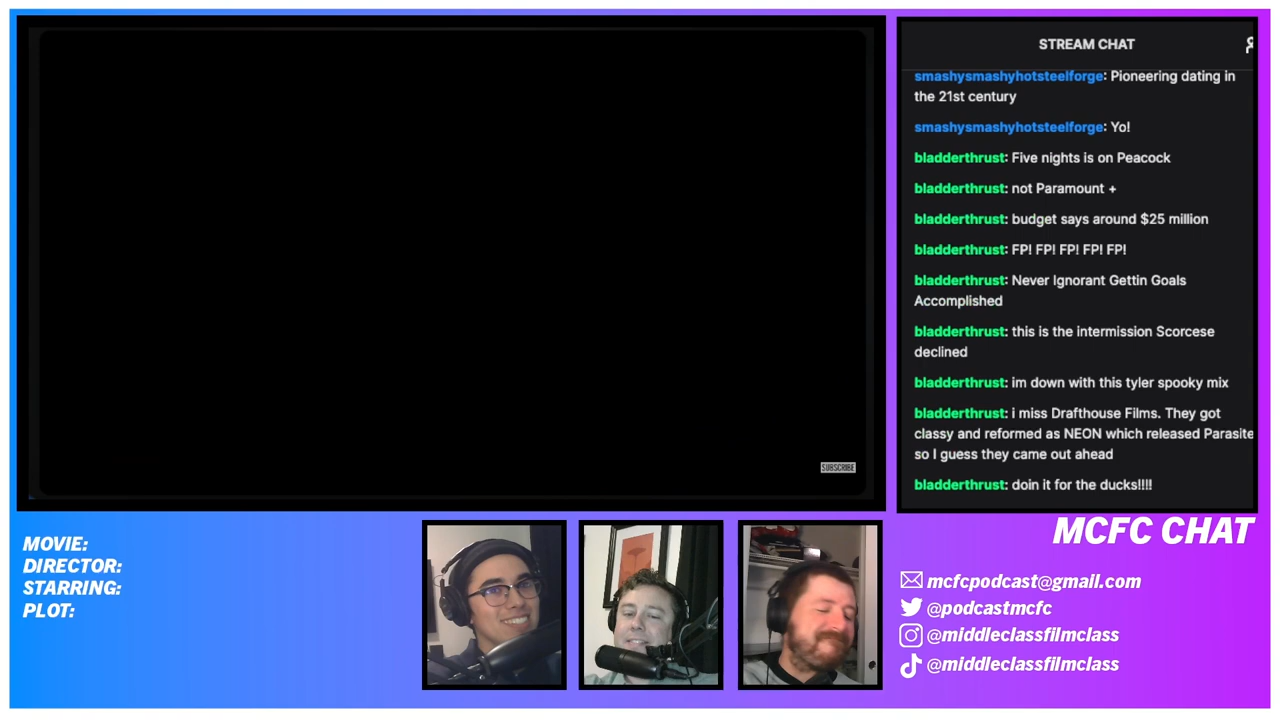 STREAM CHAT
smashysmashyhotsteelforge: Pioneering dating in
the 21st century
smashysmashyhotsteelforge: Yo!
bladderthrust: Five nights is on Peacock
bladderthrust: not Paramount +
bladderthrust: budget says around $25 million
bladderthrust: FP! FP! FP! FP! FP!
bladderthrust: Never Ignorant Gettin Goals
Accomplished
bladderthrust: this is the intermission Scorcese
declined
bladderthrust: im down with this tyler spooky mix
bladderthrust: i miss Drafthouse Films. They got
classy and reformed as NEON which released Parasite
so I guess they came out ahead
bladderthrust: doin it for the ducks!!!!
SUBSCRIBE
MOVIE:
DIRECTOR:
STARRING:
PLOT:
MCFC CHAT
mcfcpodcast@gmail.com
@podcastmcfc
@middleclassfilmclass
@middleclassfilmclass